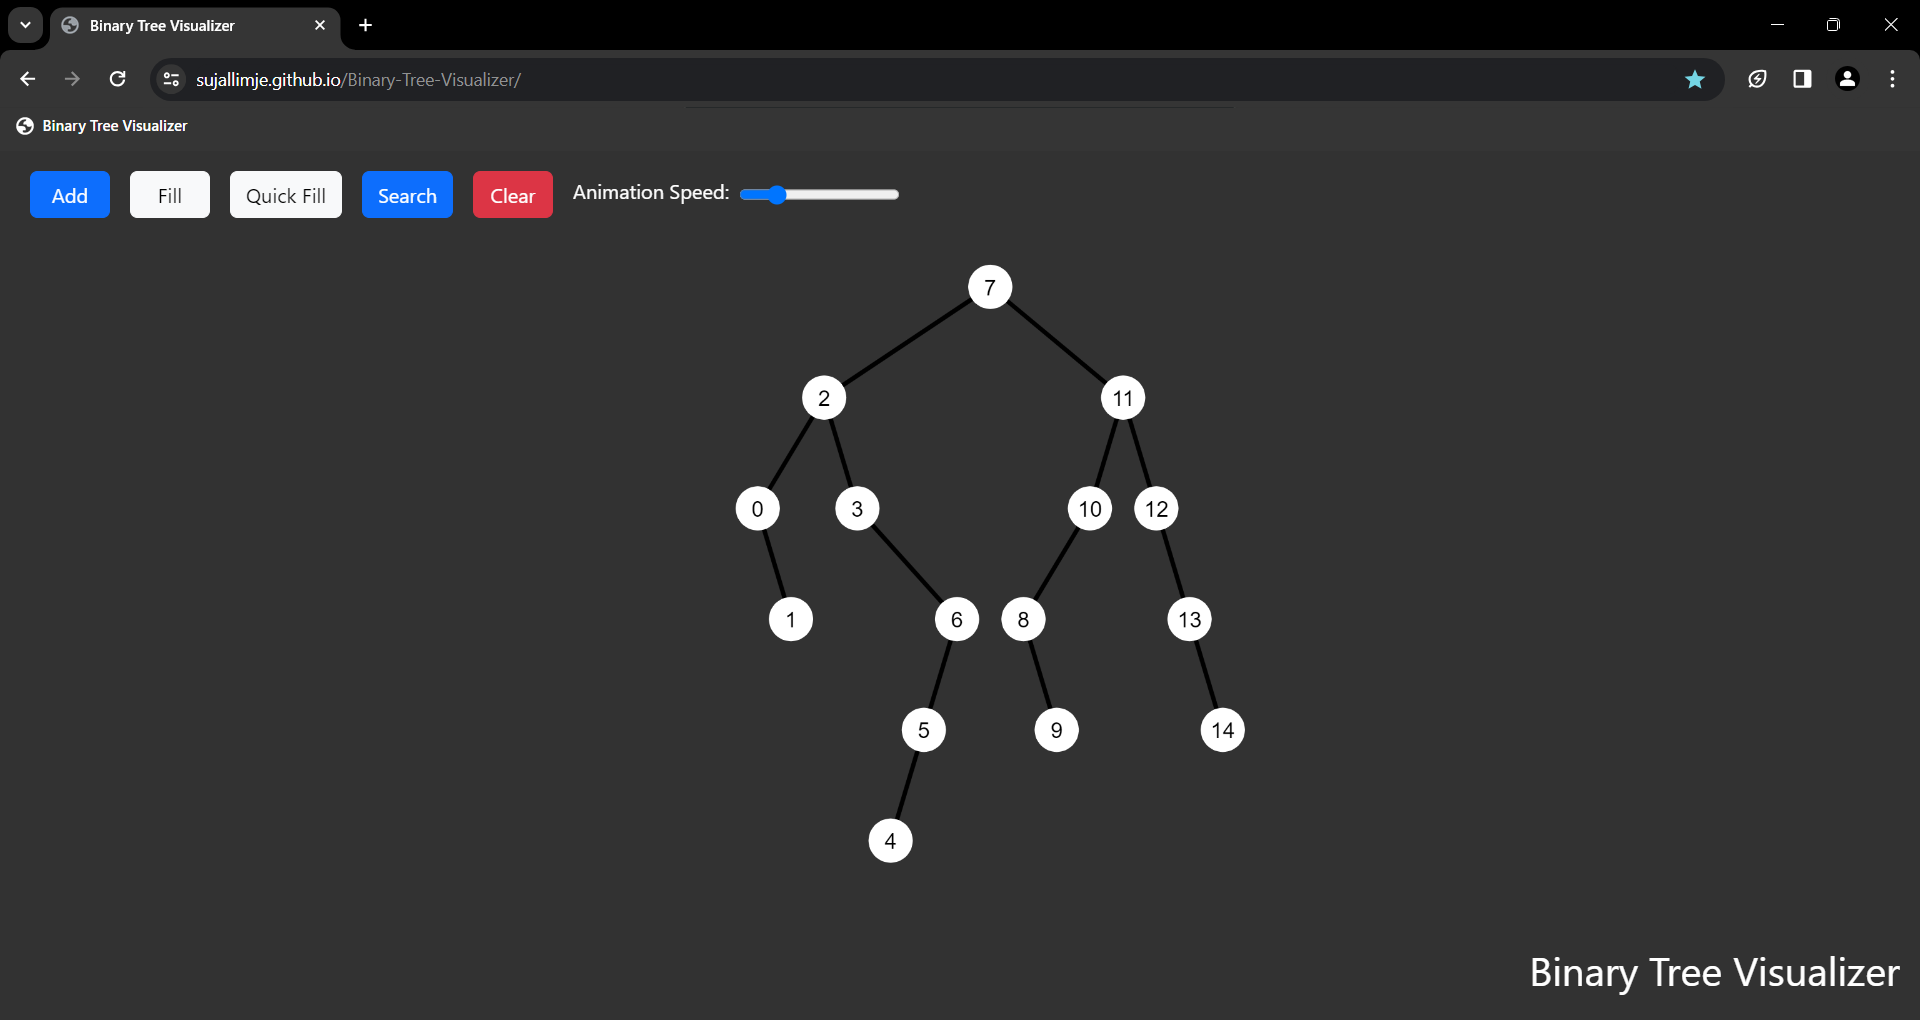 Binary Tree Visualizer
sujallimje.github.io/Binary-Tree-Visualizer/
Binary Tree Visualizer
Add Fill Quick Fill Search Clear Animation Speed:
7
2 11
0 3 10 12
1 6 8 13
5 9 14
4
Binary Tree Visualizer